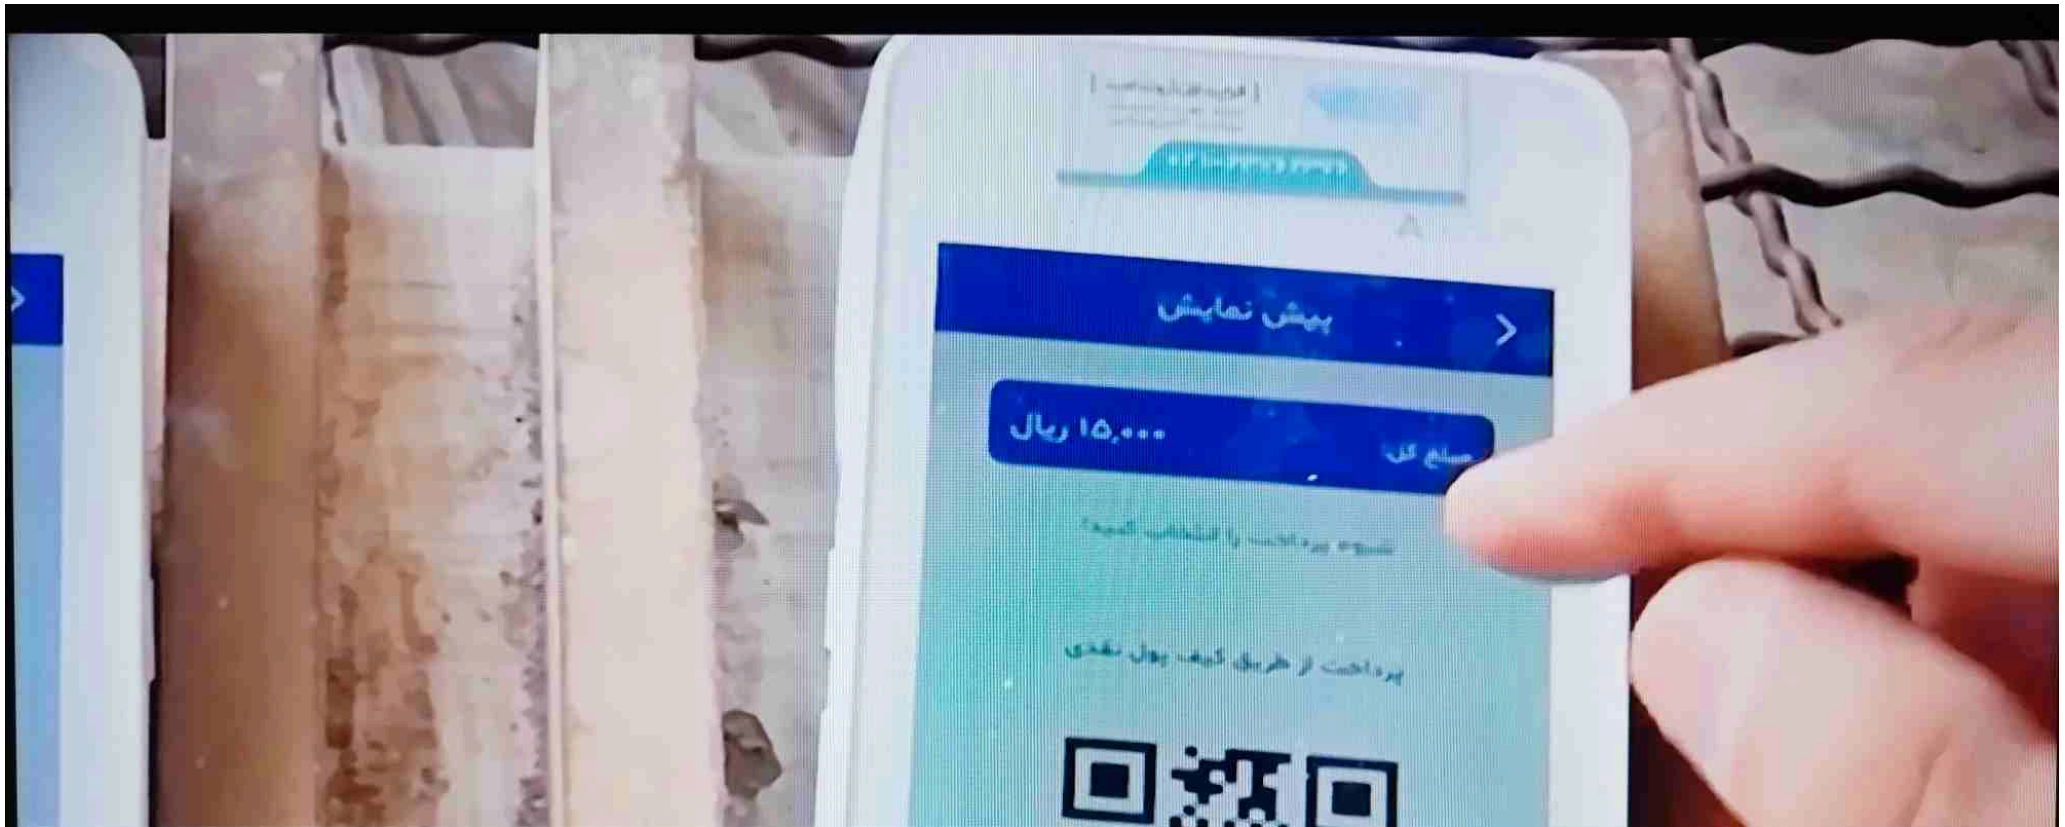 پیش نمایش
مبلغ کل:
۱۵,۰۰۰ ریال
شیوه پرداخت را انتخاب کنید:
پرداخت از طریق کیف پول نقدی